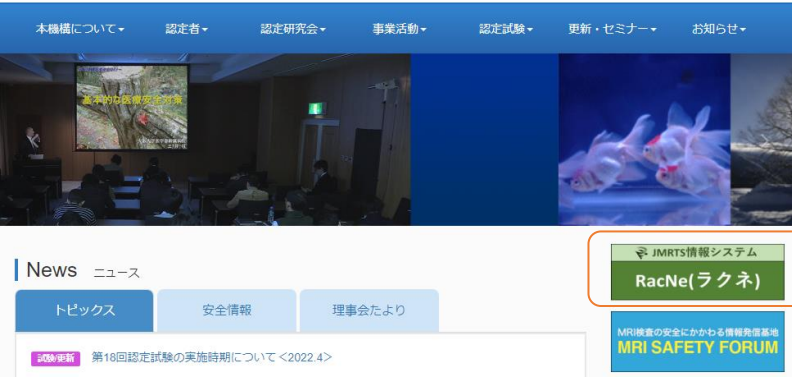 本機構について▾ 認定者▾ 認定研究会▾ 事業活動▾ 認定試験▾ 更新・セミナー▾ お知らせ▾
基本的な医療安全対策
News ニュース
JMRTS情報システム
RacNe(ラクネ)
トピックス 安全情報 理事会たより
MRI検査の安全にかかわる情報発信基地
MRI SAFETY FORUM
試験/更新 第18回認定試験の実施時期について<2022.4>